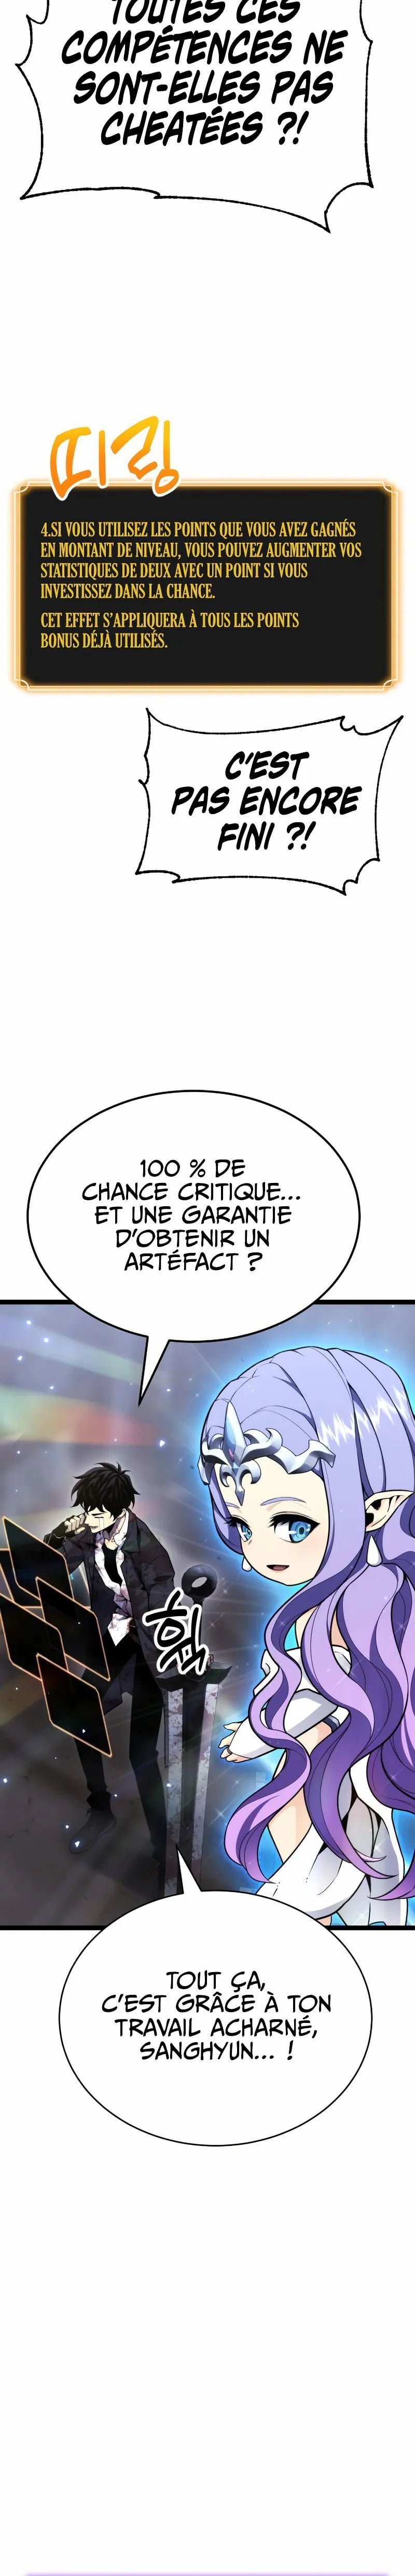 TOUTES CES
COMPÉTENCES NE
SONT-ELLES PAS
CHEATÉES ?!
띠링
4.SI VOUS UTILISEZ LES POINTS QUE VOUS AVEZ GAGNÉS
EN MONTANT DE NIVEAU, VOUS POUVEZ AUGMENTER VOS
STATISTIQUES DE DEUX AVEC UN POINT SI VOUS
INVESTISSEZ DANS LA CHANCE.
CET EFFET S'APPLIQUERA À TOUS LES POINTS
BONUS DÉJÀ UTILISÉS.
C'EST
PAS ENCORE
FINI ?!
100 % DE
CHANCE CRITIQUE...
ET UNE GARANTIE
D'OBTENIR UN
ARTÉFACT ?
척
TOUT ÇA,
C'EST GRÂCE À TON
TRAVAIL ACHARNÉ,
SANGHYUN... !